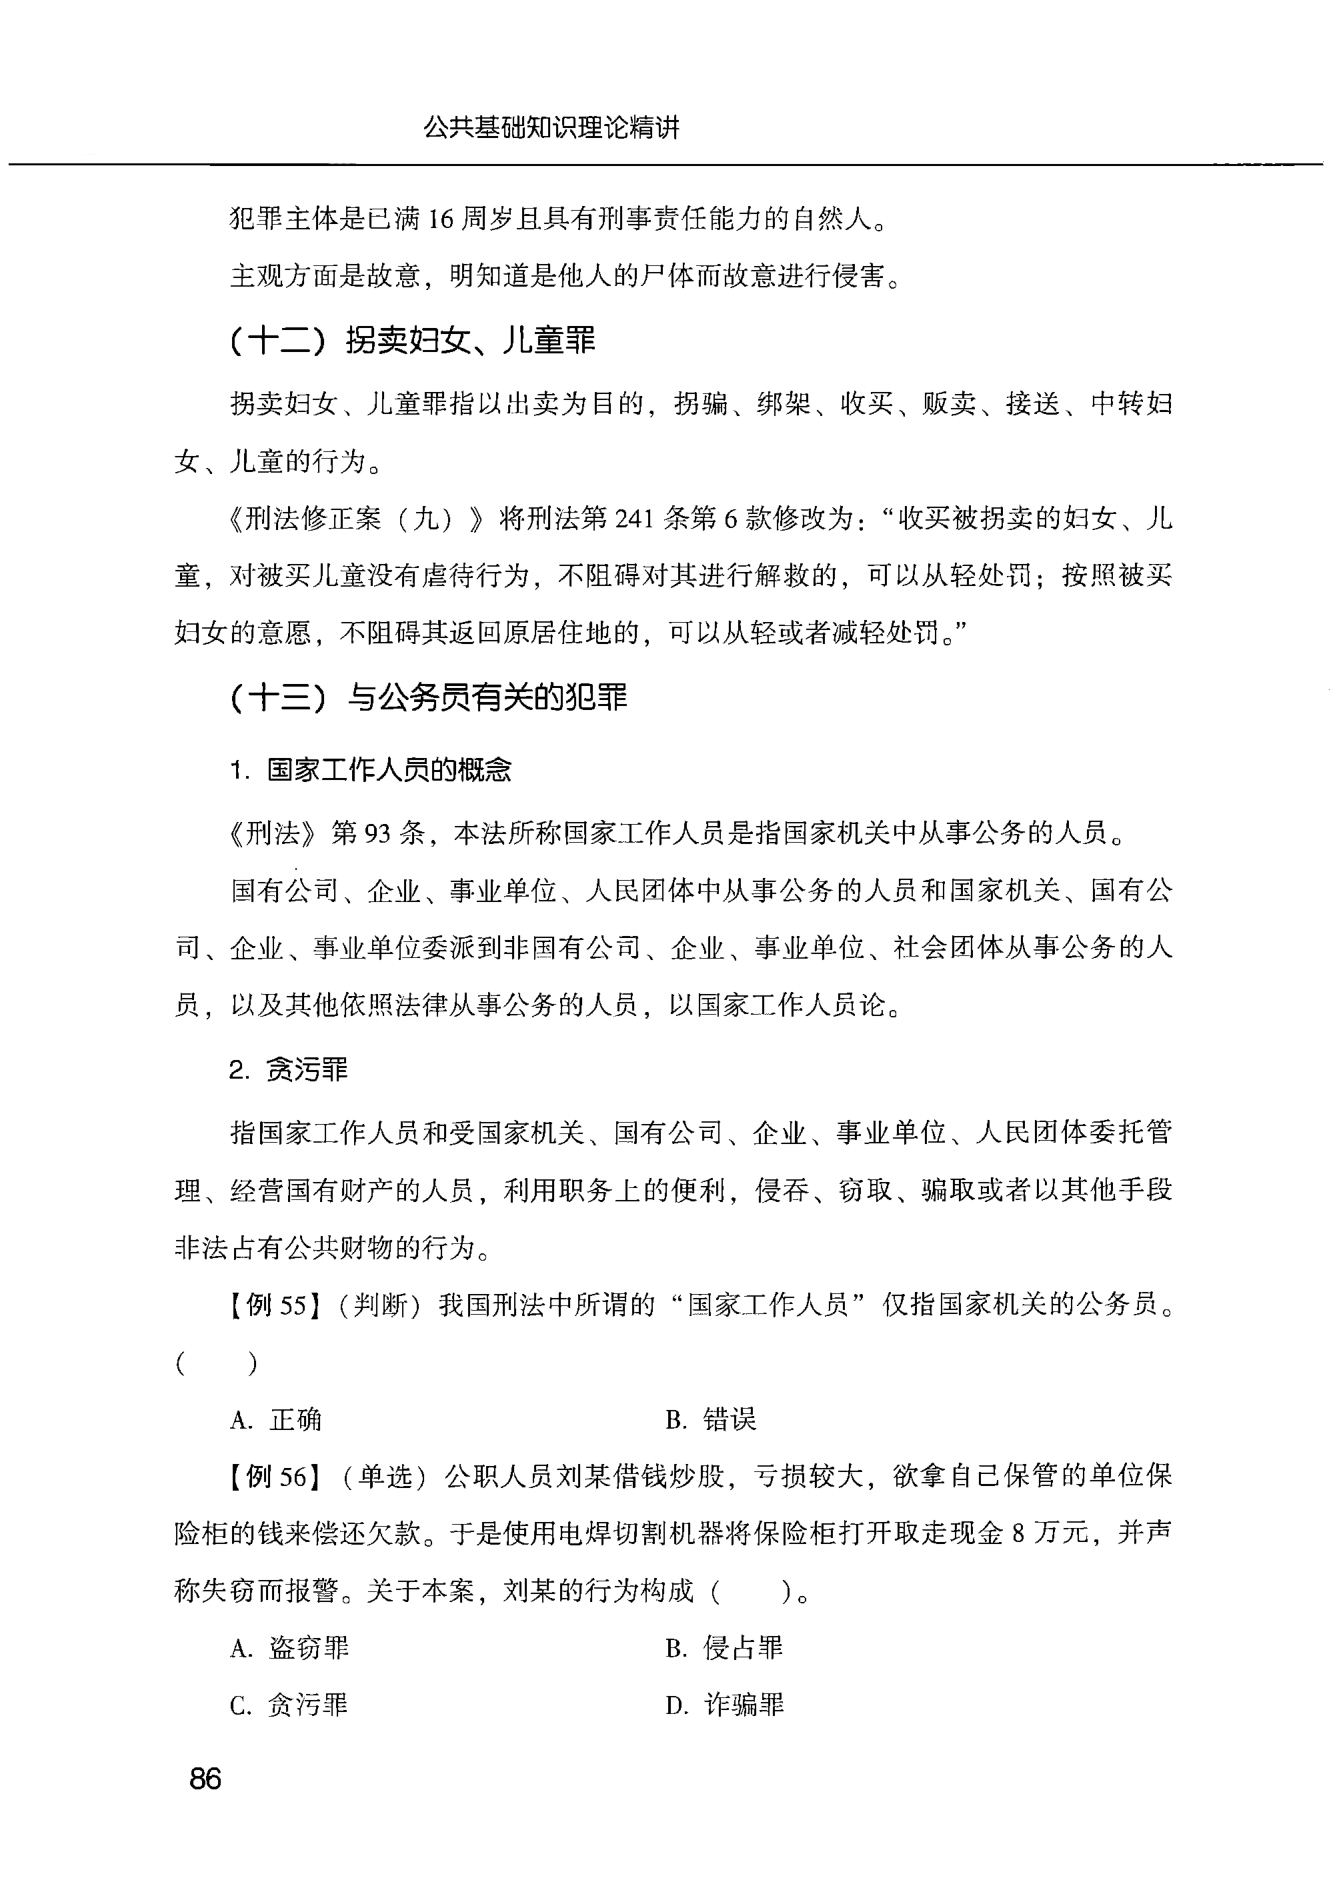 公共基础知识理论精讲
犯罪主体是已满 16 周岁且具有刑事责任能力的自然人。
主观方面是故意，明知道是他人的尸体而故意进行侵害。
（十二）拐卖妇女、儿童罪
拐卖妇女、儿童罪指以出卖为目的，拐骗、绑架、收买、贩卖、接送、中转妇
女、儿童的行为。
《刑法修正案（九）》将刑法第 241 条第 6 款修改为：“收买被拐卖的妇女、儿
童，对被买儿童没有虐待行为，不阻碍对其进行解救的，可以从轻处罚；按照被买
妇女的意愿，不阻碍其返回原居住地的，可以从轻或者减轻处罚。”
（十三）与公务员有关的犯罪
1. 国家工作人员的概念
《刑法》第 93 条，本法所称国家工作人员是指国家机关中从事公务的人员。
国有公司、企业、事业单位、人民团体中从事公务的人员和国家机关、国有公
司、企业、事业单位委派到非国有公司、企业、事业单位、社会团体从事公务的人
员，以及其他依照法律从事公务的人员，以国家工作人员论。
2. 贪污罪
指国家工作人员和受国家机关、国有公司、企业、事业单位、人民团体委托管
理、经营国有财产的人员，利用职务上的便利，侵吞、窃取、骗取或者以其他手段
非法占有公共财物的行为。
【例 55】（判断）我国刑法中所谓的“国家工作人员”仅指国家机关的公务员。
（　　）
A. 正确 B. 错误
【例 56】（单选）公职人员刘某借钱炒股，亏损较大，欲拿自己保管的单位保
险柜的钱来偿还欠款。于是使用电焊切割机器将保险柜打开取走现金 8 万元，并声
称失窃而报警。关于本案，刘某的行为构成（　　）。
A. 盗窃罪 B. 侵占罪
C. 贪污罪 D. 诈骗罪
86